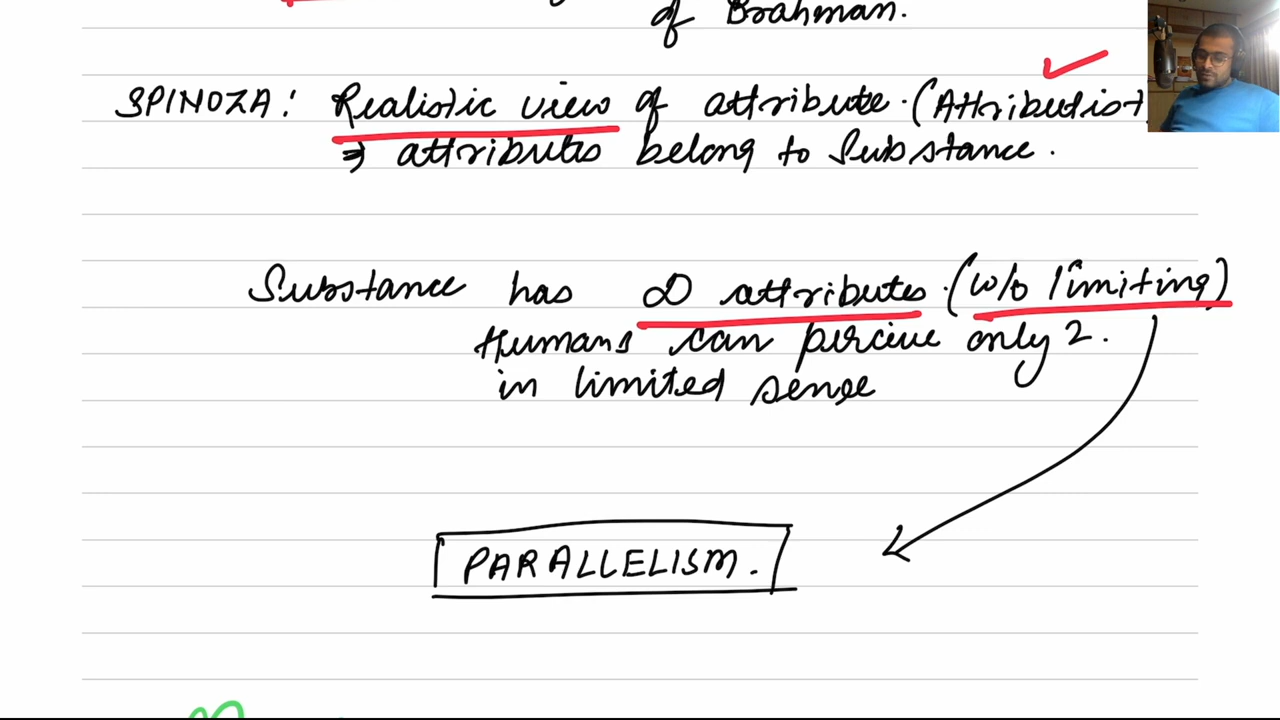 of Brahman.
SPINOZA: Realistic view of attribute. (Attributist
⇒ attributes belong to Substance.
Substance has ∞ attributes. (w/o limiting)
Humans can percieve only 2.
in limited sense
PARALLELISM.